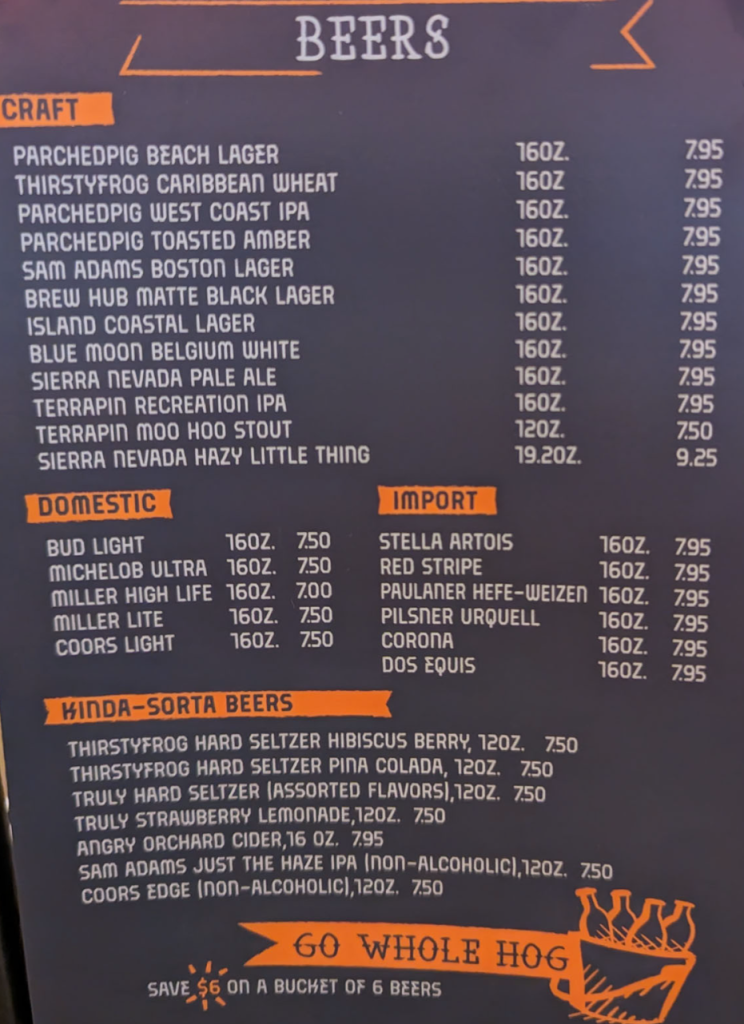 BEERS
CRAFT
PARCHEDPIG BEACH LAGER 16OZ. 7.95
THIRSTYFROG CARIBBEAN WHEAT 16OZ 7.95
PARCHEDPIG WEST COAST IPA 16OZ. 7.95
PARCHEDPIG TOASTED AMBER 16OZ. 7.95
SAM ADAMS BOSTON LAGER 16OZ. 7.95
BREW HUB MATTE BLACK LAGER 16OZ. 7.95
ISLAND COASTAL LAGER 16OZ. 7.95
BLUE MOON BELGIUM WHITE 16OZ. 7.95
SIERRA NEVADA PALE ALE 16OZ. 7.95
TERRAPIN RECREATION IPA 16OZ. 7.95
TERRAPIN MOO HOO STOUT 12OZ. 7.50
SIERRA NEVADA HAZY LITTLE THING 19.2OZ. 9.25
DOMESTIC
BUD LIGHT 16OZ. 7.50
MICHELOB ULTRA 16OZ. 7.50
MILLER HIGH LIFE 16OZ. 7.00
MILLER LITE 16OZ. 7.50
COORS LIGHT 16OZ. 7.50
IMPORT
STELLA ARTOIS 16OZ. 7.95
RED STRIPE 16OZ. 7.95
PAULANER HEFE-WEIZEN 16OZ. 7.95
PILSNER URQUELL 16OZ. 7.95
CORONA 16OZ. 7.95
DOS EQUIS 16OZ. 7.95
KINDA-SORTA BEERS
THIRSTYFROG HARD SELTZER HIBISCUS BERRY, 12OZ. 7.50
THIRSTYFROG HARD SELTZER PINA COLADA, 12OZ. 7.50
TRULY HARD SELTZER (ASSORTED FLAVORS),12OZ. 7.50
TRULY STRAWBERRY LEMONADE,12OZ. 7.50
ANGRY ORCHARD CIDER,16 OZ. 7.95
SAM ADAMS JUST THE HAZE IPA (NON-ALCOHOLIC),12OZ. 7.50
COORS EDGE (NON-ALCOHOLIC),12OZ. 7.50
GO WHOLE HOG
SAVE $6 ON A BUCKET OF 6 BEERS